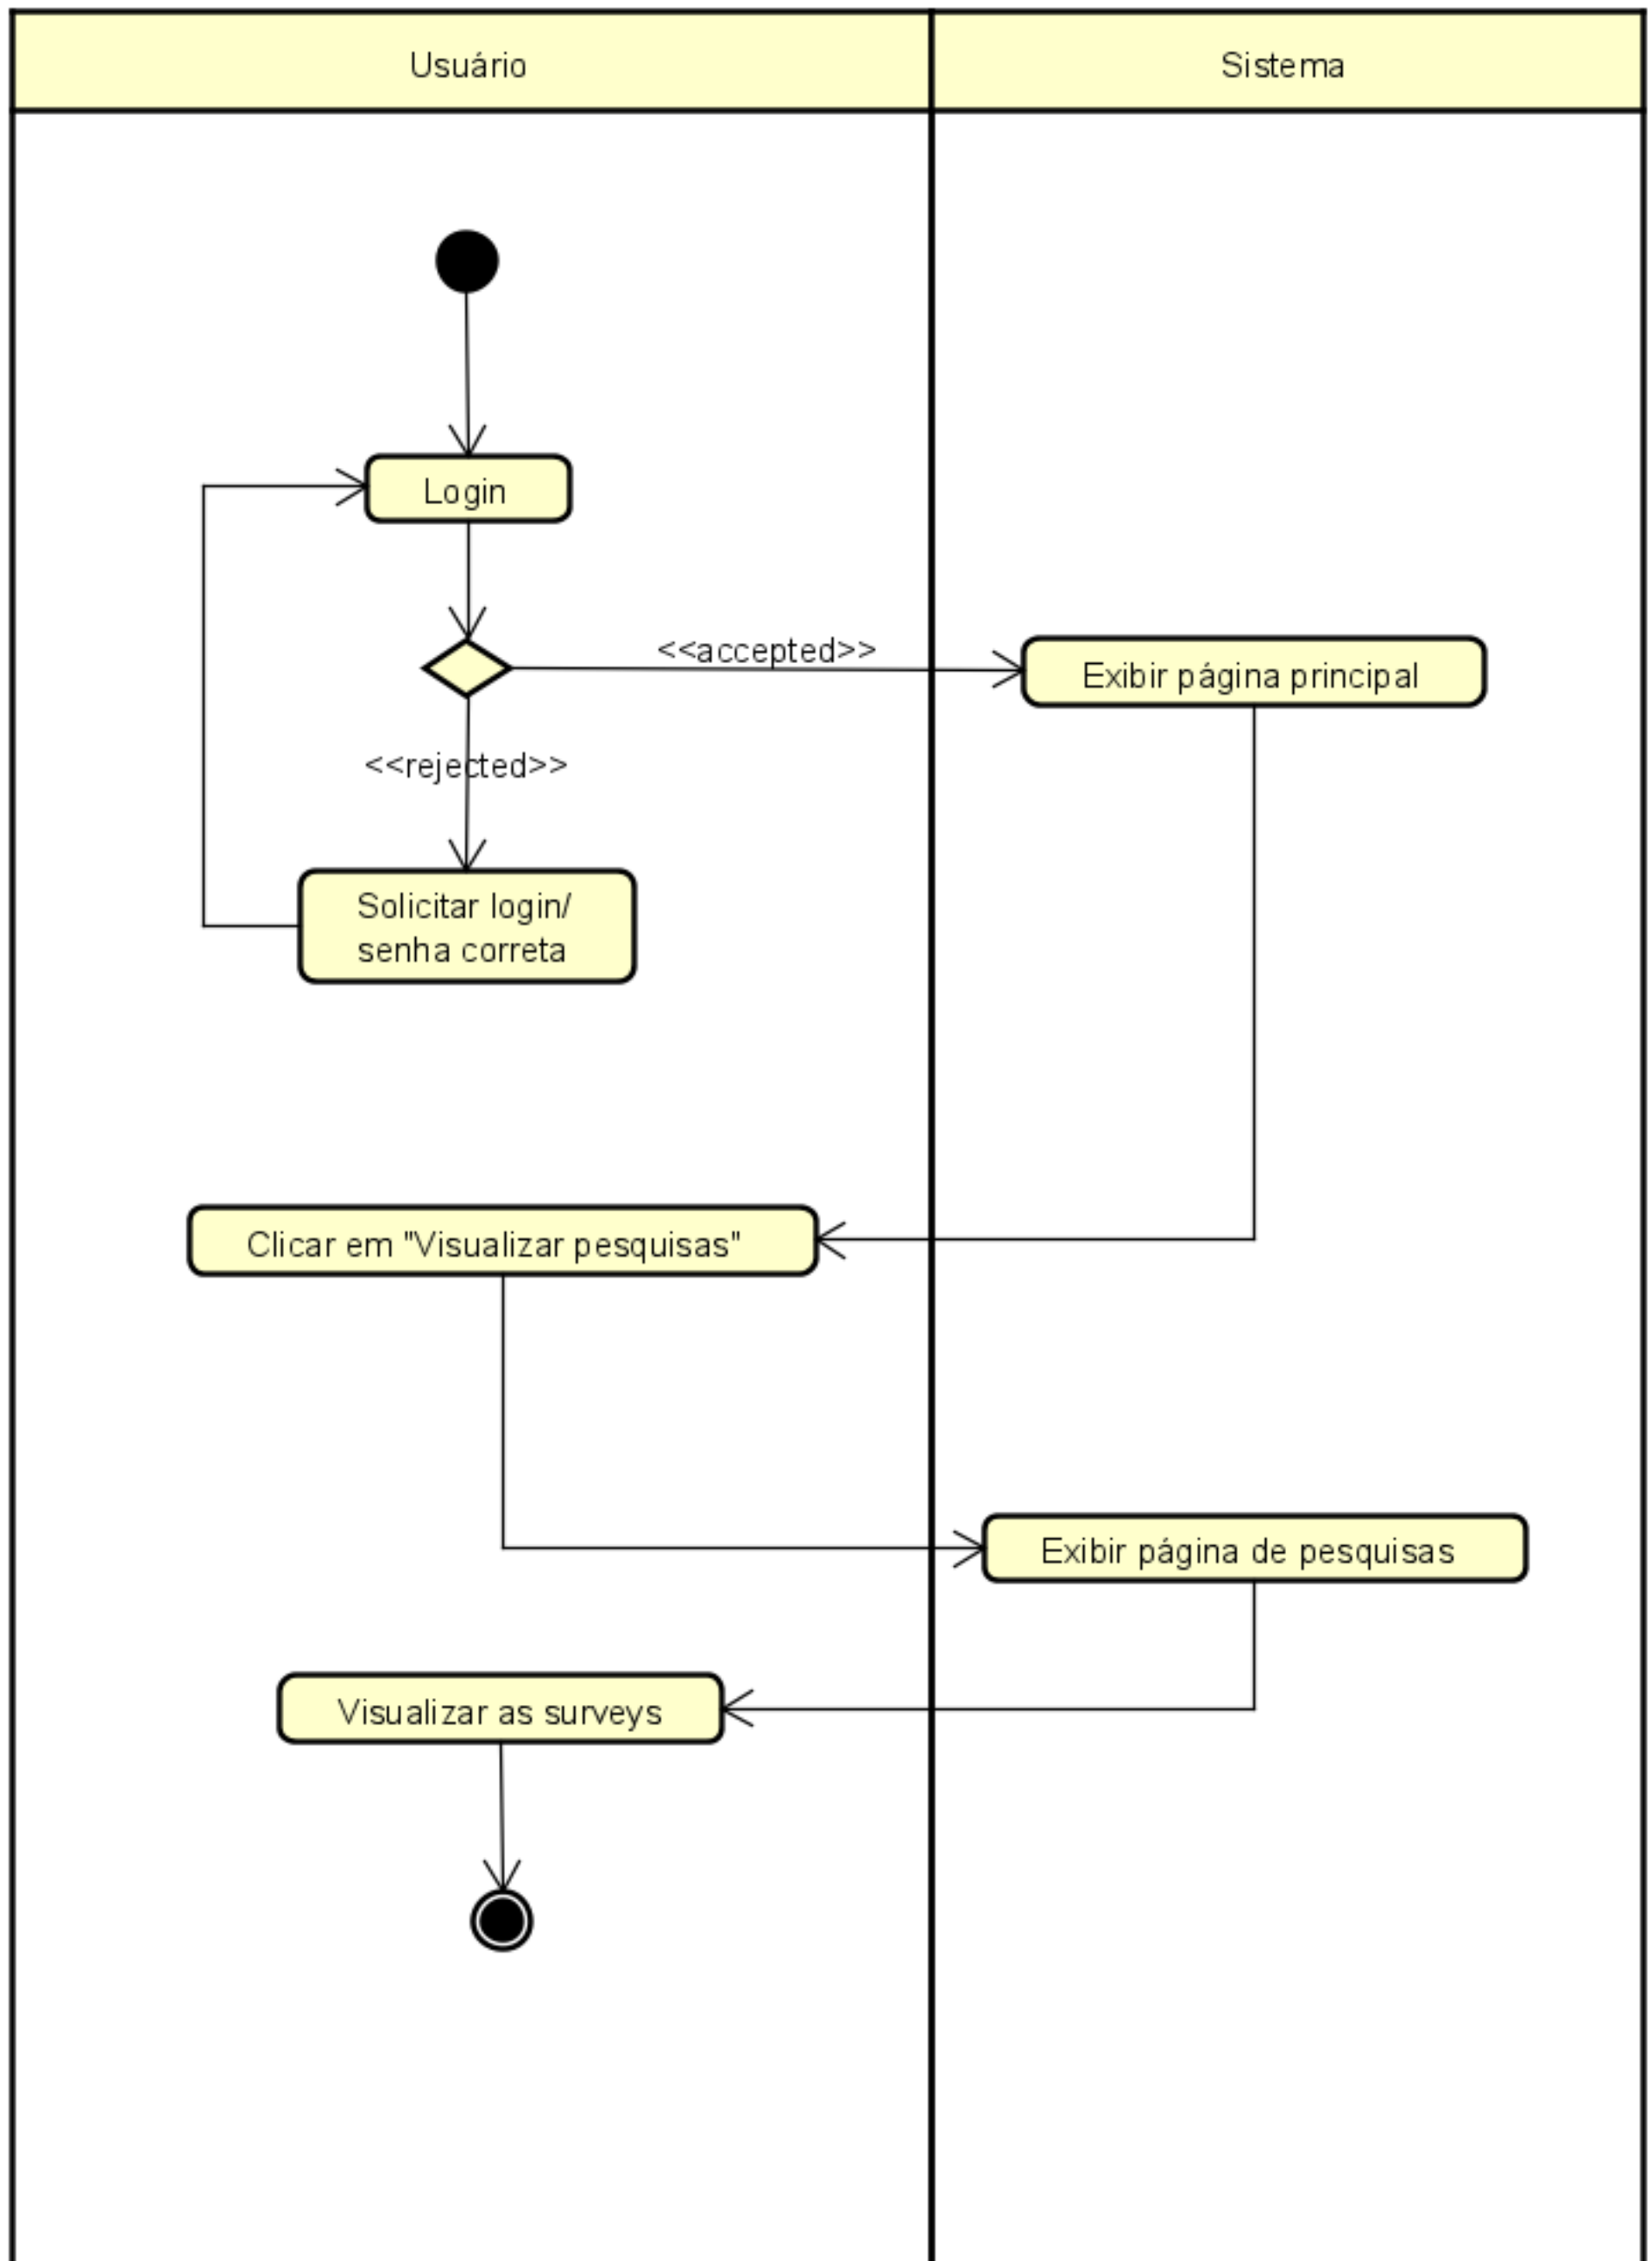 Usuário
Sistema
Login
<<accepted>>
Exibir página principal
<<rejected>>
Solicitar login/
senha correta
Clicar em "Visualizar pesquisas"
Exibir página de pesquisas
Visualizar as surveys